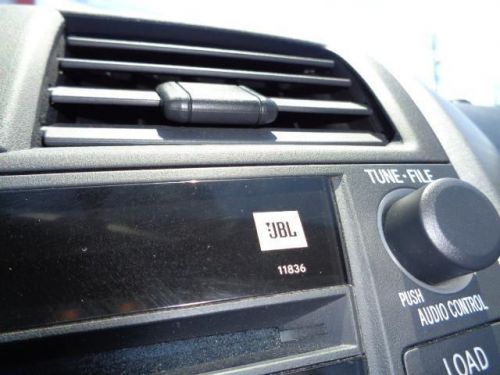 TUNE·FILE
JBL
11836
PUSH
AUDIO CONTROL
LOAD